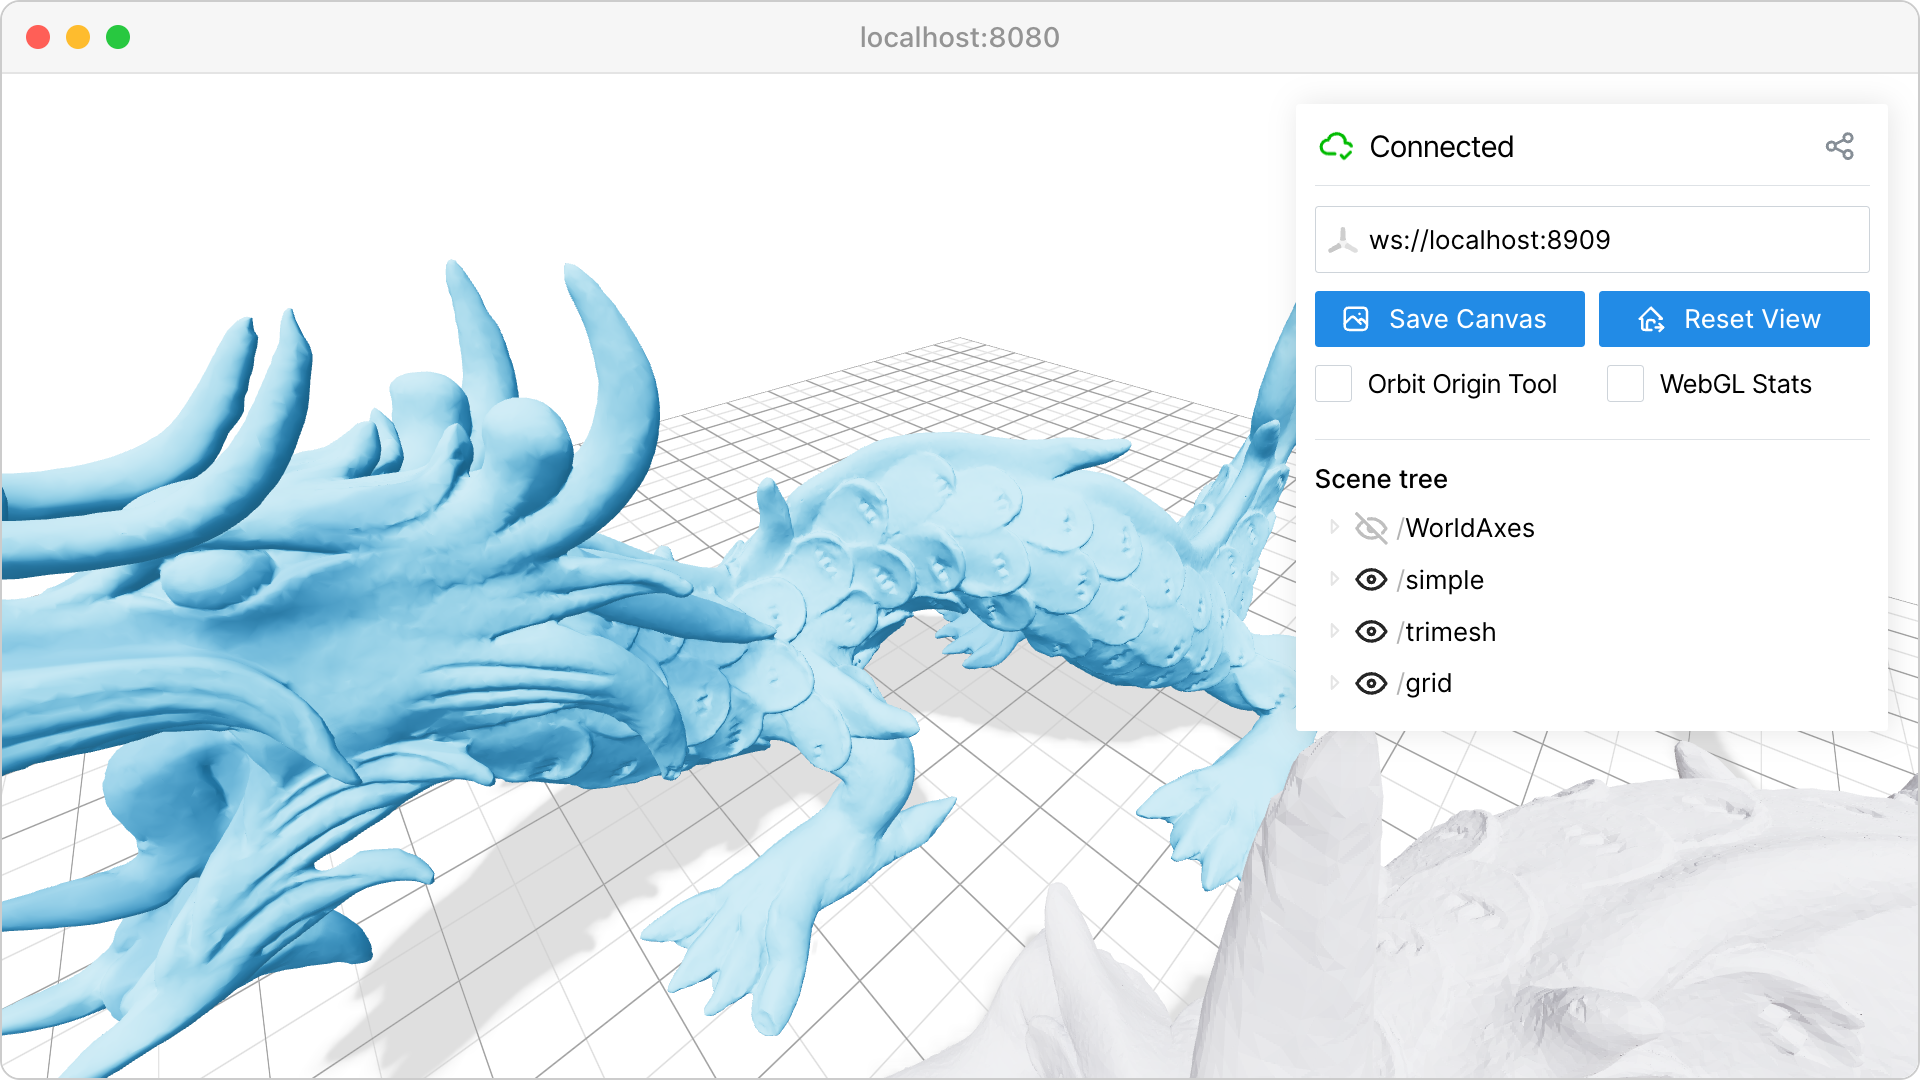 localhost:8080
Connected
ws://localhost:8909
Save Canvas
Reset View
Orbit Origin Tool
WebGL Stats
Scene tree
/WorldAxes
/simple
/trimesh
/grid